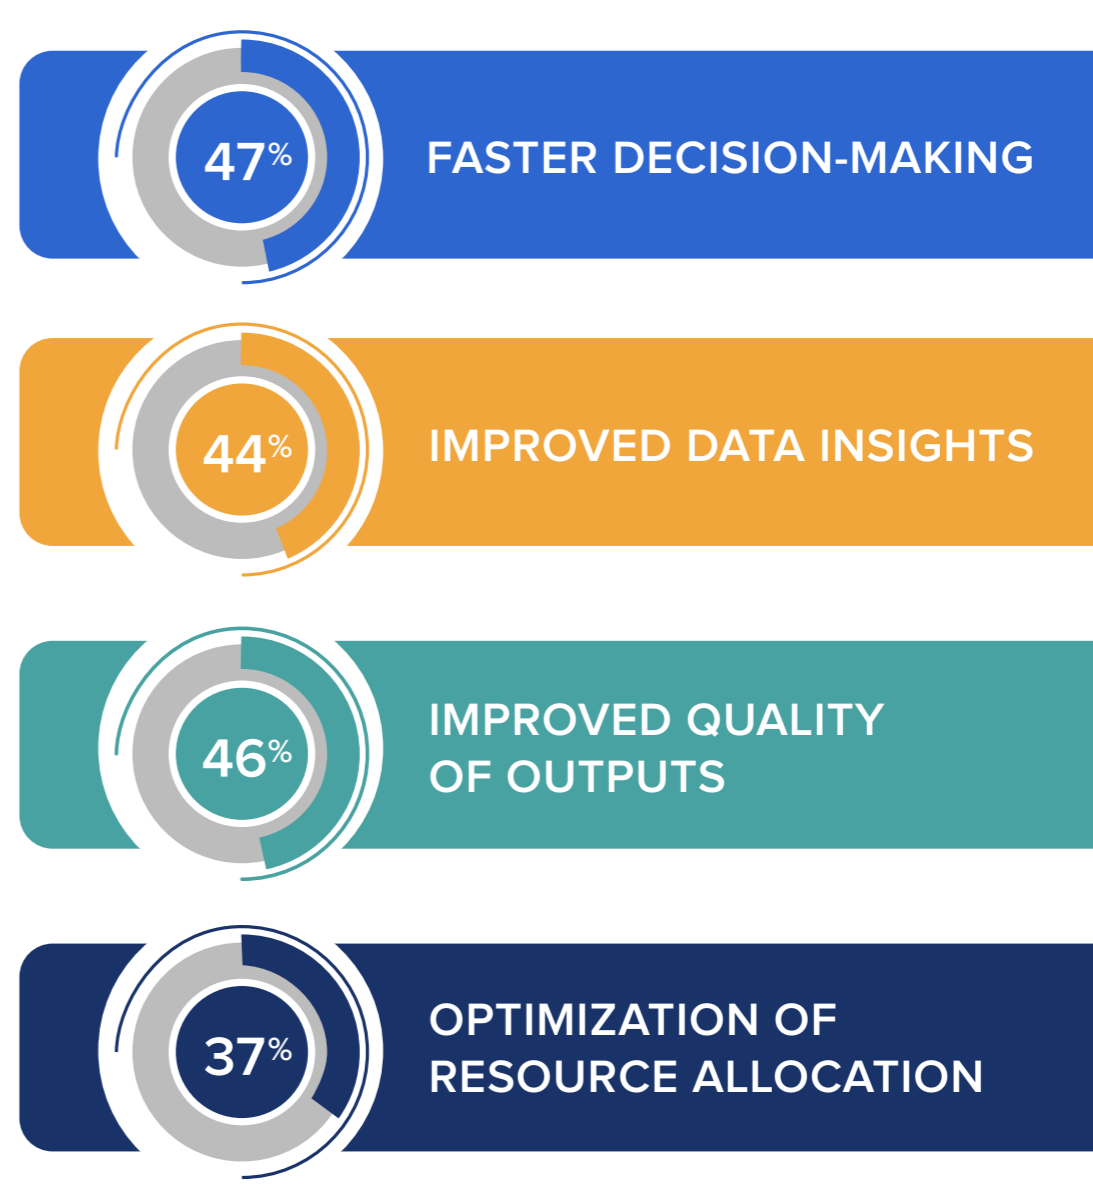 47%
FASTER DECISION-MAKING
44%
IMPROVED DATA INSIGHTS
46%
IMPROVED QUALITY
OF OUTPUTS
37%
OPTIMIZATION OF
RESOURCE ALLOCATION